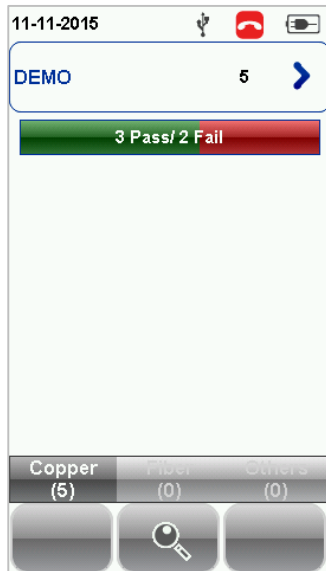 11-11-2015
DEMO 5
3 Pass/ 2 Fail
Copper Fiber Others
(5) (0) (0)